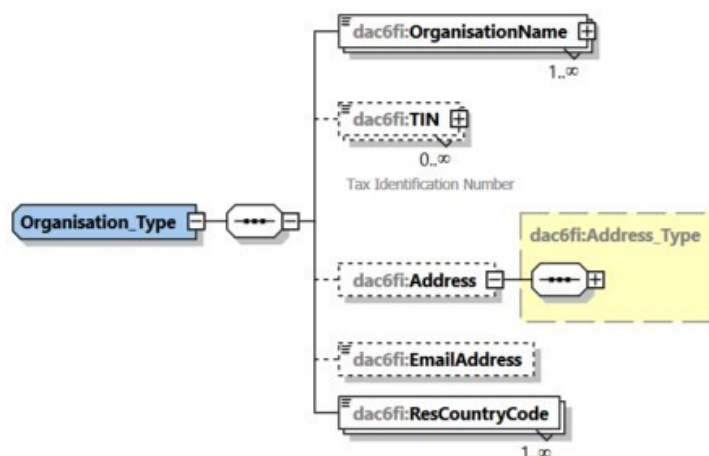 dac6fi:OrganisationName
1..∞
dac6fi:TIN
0..∞
Tax Identification Number
Organisation_Type
dac6fi:Address_Type
dac6fi:Address
dac6fi:EmailAddress
dac6fi:ResCountryCode
1..∞